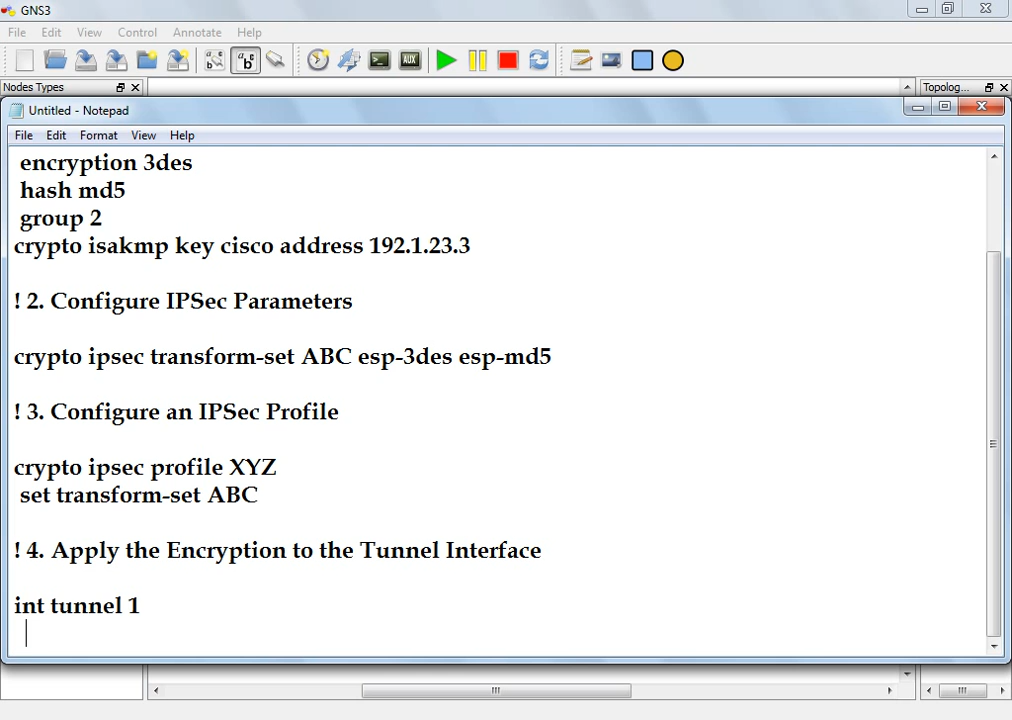 GNS3
File Edit View Control Annotate Help
Nodes Types
Topolog...
Untitled - Notepad
File Edit Format View Help
encryption 3des
hash md5
group 2
crypto isakmp key cisco address 192.1.23.3
! 2. Configure IPSec Parameters
crypto ipsec transform-set ABC esp-3des esp-md5
! 3. Configure an IPSec Profile
crypto ipsec profile XYZ
set transform-set ABC
! 4. Apply the Encryption to the Tunnel Interface
int tunnel 1